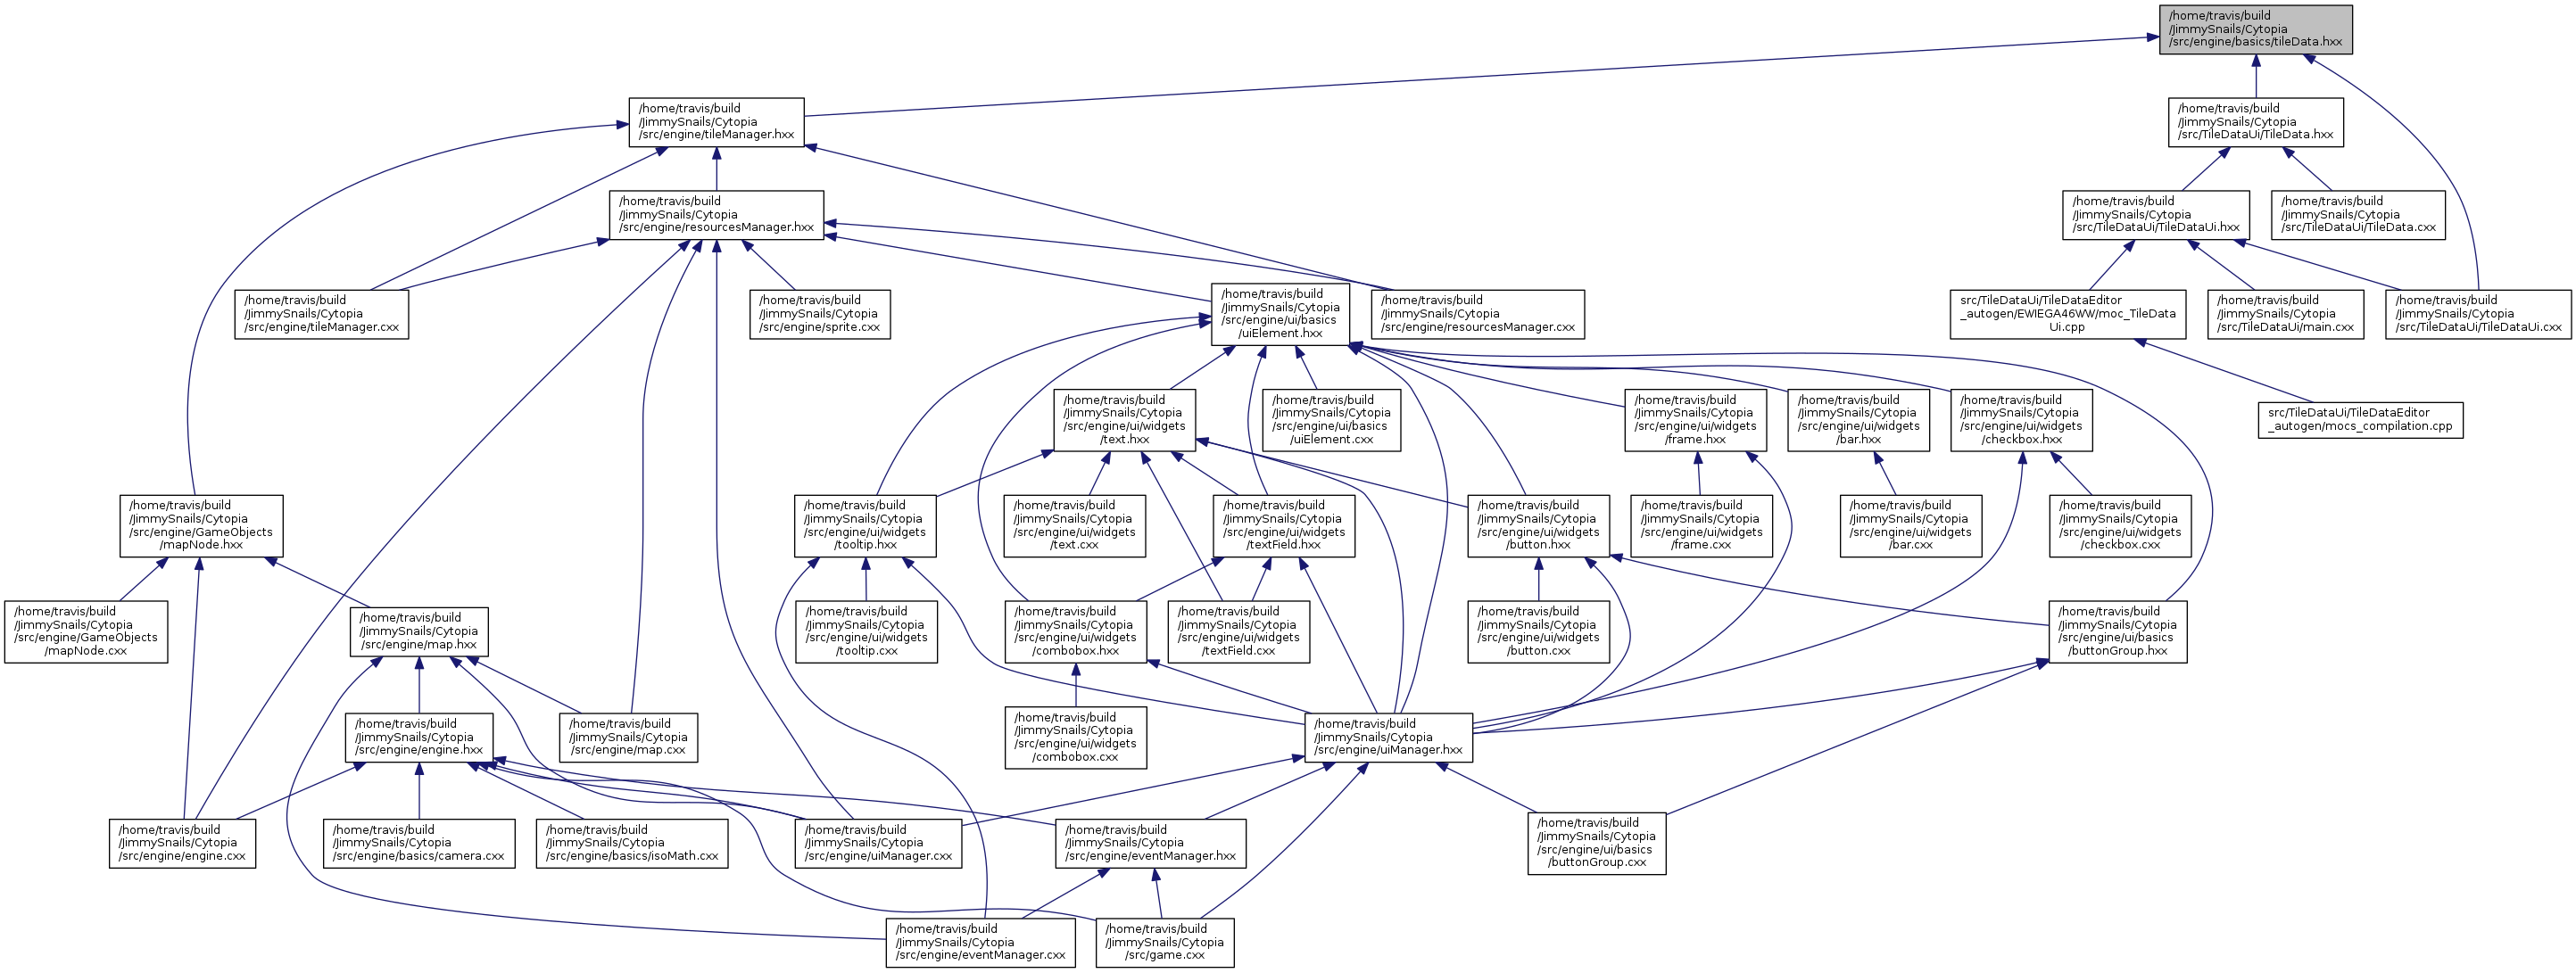 /home/travis/build
/JimmySnails/Cytopia
/src/engine/basics/tileData.hxx
/home/travis/build
/JimmySnails/Cytopia
/src/engine/tileManager.hxx
/home/travis/build
/JimmySnails/Cytopia
/src/TileDataUi/TileData.hxx
/home/travis/build
/JimmySnails/Cytopia
/src/engine/resourcesManager.hxx
/home/travis/build
/JimmySnails/Cytopia
/src/TileDataUi/TileDataUi.hxx
/home/travis/build
/JimmySnails/Cytopia
/src/TileDataUi/TileData.cxx
/home/travis/build
/JimmySnails/Cytopia
/src/engine/tileManager.cxx
/home/travis/build
/JimmySnails/Cytopia
/src/engine/sprite.cxx
/home/travis/build
/JimmySnails/Cytopia
/src/engine/ui/basics
/uiElement.hxx
/home/travis/build
/JimmySnails/Cytopia
/src/engine/resourcesManager.cxx
src/TileDataUi/TileDataEditor
_autogen/EWIEGA46WW/moc_TileData
Ui.cpp
/home/travis/build
/JimmySnails/Cytopia
/src/TileDataUi/main.cxx
/home/travis/build
/JimmySnails/Cytopia
/src/TileDataUi/TileDataUi.cxx
/home/travis/build
/JimmySnails/Cytopia
/src/engine/ui/widgets
/text.hxx
/home/travis/build
/JimmySnails/Cytopia
/src/engine/ui/basics
/uiElement.cxx
/home/travis/build
/JimmySnails/Cytopia
/src/engine/ui/widgets
/frame.hxx
/home/travis/build
/JimmySnails/Cytopia
/src/engine/ui/widgets
/bar.hxx
/home/travis/build
/JimmySnails/Cytopia
/src/engine/ui/widgets
/checkbox.hxx
src/TileDataUi/TileDataEditor
_autogen/mocs_compilation.cpp
/home/travis/build
/JimmySnails/Cytopia
/src/engine/GameObjects
/mapNode.hxx
/home/travis/build
/JimmySnails/Cytopia
/src/engine/ui/widgets
/tooltip.hxx
/home/travis/build
/JimmySnails/Cytopia
/src/engine/ui/widgets
/text.cxx
/home/travis/build
/JimmySnails/Cytopia
/src/engine/ui/widgets
/textField.hxx
/home/travis/build
/JimmySnails/Cytopia
/src/engine/ui/widgets
/button.hxx
/home/travis/build
/JimmySnails/Cytopia
/src/engine/ui/widgets
/frame.cxx
/home/travis/build
/JimmySnails/Cytopia
/src/engine/ui/widgets
/bar.cxx
/home/travis/build
/JimmySnails/Cytopia
/src/engine/ui/widgets
/checkbox.cxx
/home/travis/build
/JimmySnails/Cytopia
/src/engine/GameObjects
/mapNode.cxx
/home/travis/build
/JimmySnails/Cytopia
/src/engine/map.hxx
/home/travis/build
/JimmySnails/Cytopia
/src/engine/ui/widgets
/tooltip.cxx
/home/travis/build
/JimmySnails/Cytopia
/src/engine/ui/widgets
/combobox.hxx
/home/travis/build
/JimmySnails/Cytopia
/src/engine/ui/widgets
/textField.cxx
/home/travis/build
/JimmySnails/Cytopia
/src/engine/ui/widgets
/button.cxx
/home/travis/build
/JimmySnails/Cytopia
/src/engine/ui/basics
/buttonGroup.hxx
/home/travis/build
/JimmySnails/Cytopia
/src/engine/engine.hxx
/home/travis/build
/JimmySnails/Cytopia
/src/engine/map.cxx
/home/travis/build
/JimmySnails/Cytopia
/src/engine/ui/widgets
/combobox.cxx
/home/travis/build
/JimmySnails/Cytopia
/src/engine/uiManager.hxx
/home/travis/build
/JimmySnails/Cytopia
/src/engine/engine.cxx
/home/travis/build
/JimmySnails/Cytopia
/src/engine/basics/camera.cxx
/home/travis/build
/JimmySnails/Cytopia
/src/engine/basics/isoMath.cxx
/home/travis/build
/JimmySnails/Cytopia
/src/engine/uiManager.cxx
/home/travis/build
/JimmySnails/Cytopia
/src/engine/eventManager.hxx
/home/travis/build
/JimmySnails/Cytopia
/src/engine/ui/basics
/buttonGroup.cxx
/home/travis/build
/JimmySnails/Cytopia
/src/engine/eventManager.cxx
/home/travis/build
/JimmySnails/Cytopia
/src/game.cxx